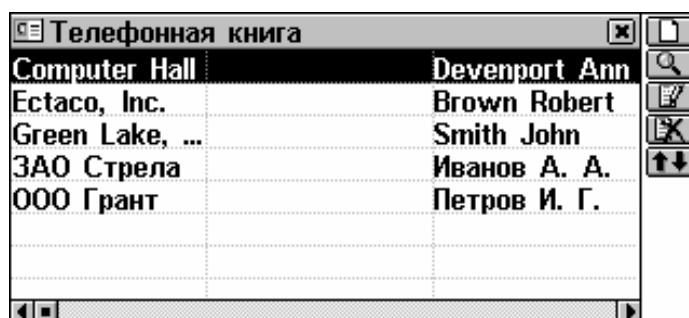 Телефонная книга
Computer Hall Devenport Ann
Ectaco, Inc. Brown Robert
Green Lake, ... Smith John
ЗАО Стрела Иванов А. А.
ООО Грант Петров И. Г.